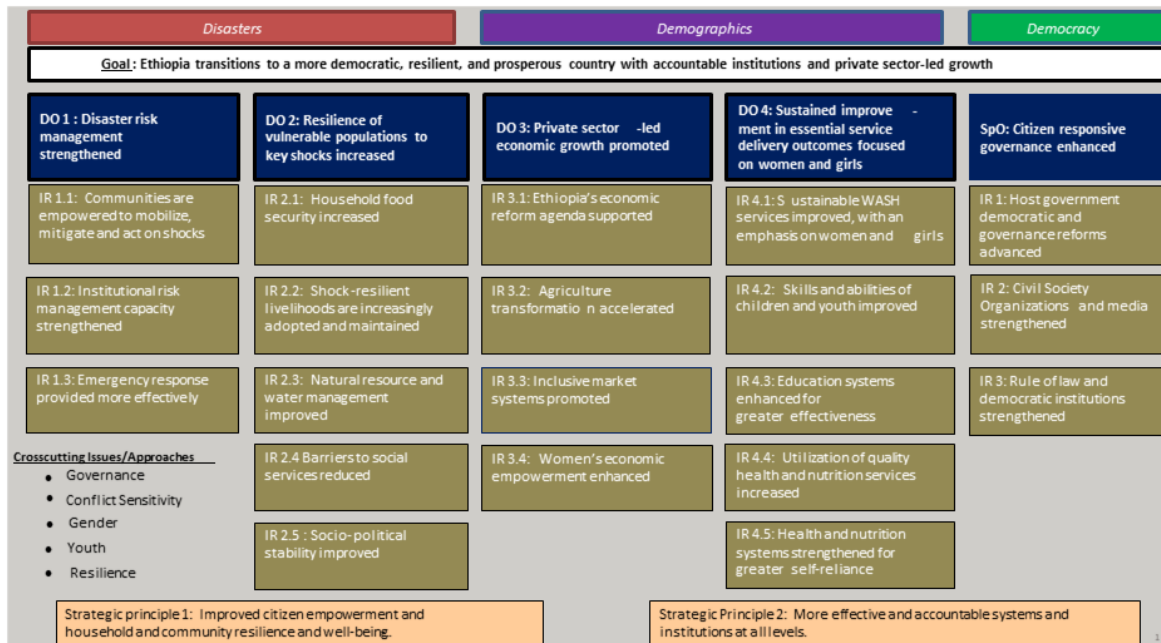 Disasters
Demographics
Democracy
Goal : Ethiopia transitions to a more democratic, resilient, and prosperous country with accountable institutions and private sector-led growth
DO 1 : Disaster risk
management
strengthened
DO 2: Resilience of
vulnerable populations to
key shocks increased
DO 3: Private sector -led
economic growth promoted
DO 4: Sustained improve -
ment in essential service
delivery outcomes focused
on women and girls
SpO: Citizen responsive
governance enhanced
IR 1.1: Communities are
empowered to mobilize,
mitigate and act on shocks
IR 2.1: Household food
security increased
IR 3.1: Ethiopia's economic
reform agenda supported
IR 4.1: S ustainable WASH
services improved, with an
emphasis on women and girls
IR 1: Host government
democratic and
governance reforms
advanced
IR 1.2: Institutional risk
management capacity
strengthened
IR 2.2: Shock -resilient
livelihoods are increasingly
adopted and maintained
IR 3.2: Agriculture
transformatio n accelerated
IR 4.2: Skills and abilities of
children and youth improved
IR 2: Civil Society
Organizations and media
strengthened
IR 1.3: Emergency response
provided more effectively
IR 2.3: Natural resource and
water management
improved
IR 3.3: Inclusive market
systems promoted
IR 4.3: Education systems
enhanced for
greater effectiveness
IR 3: Rule of law and
democratic institutions
strengthened
Crosscutting Issues/Approaches
● Governance
● Conflict Sensitivity
● Gender
● Youth
● Resilience
IR 2.4 Barriers to social
services reduced
IR 3.4: Women's economic
empowerment enhanced
IR 4.4: Utilization of quality
health and nutrition services
increased
IR 2.5 : Socio- political
stability improved
IR 4.5: Health and nutrition
systems strengthened for
greater self-reliance
Strategic principle 1: Improved citizen empowerment and
household and community resilience and well-being.
Strategic Principle 2: More effective and accountable systems and
institutions at all levels.